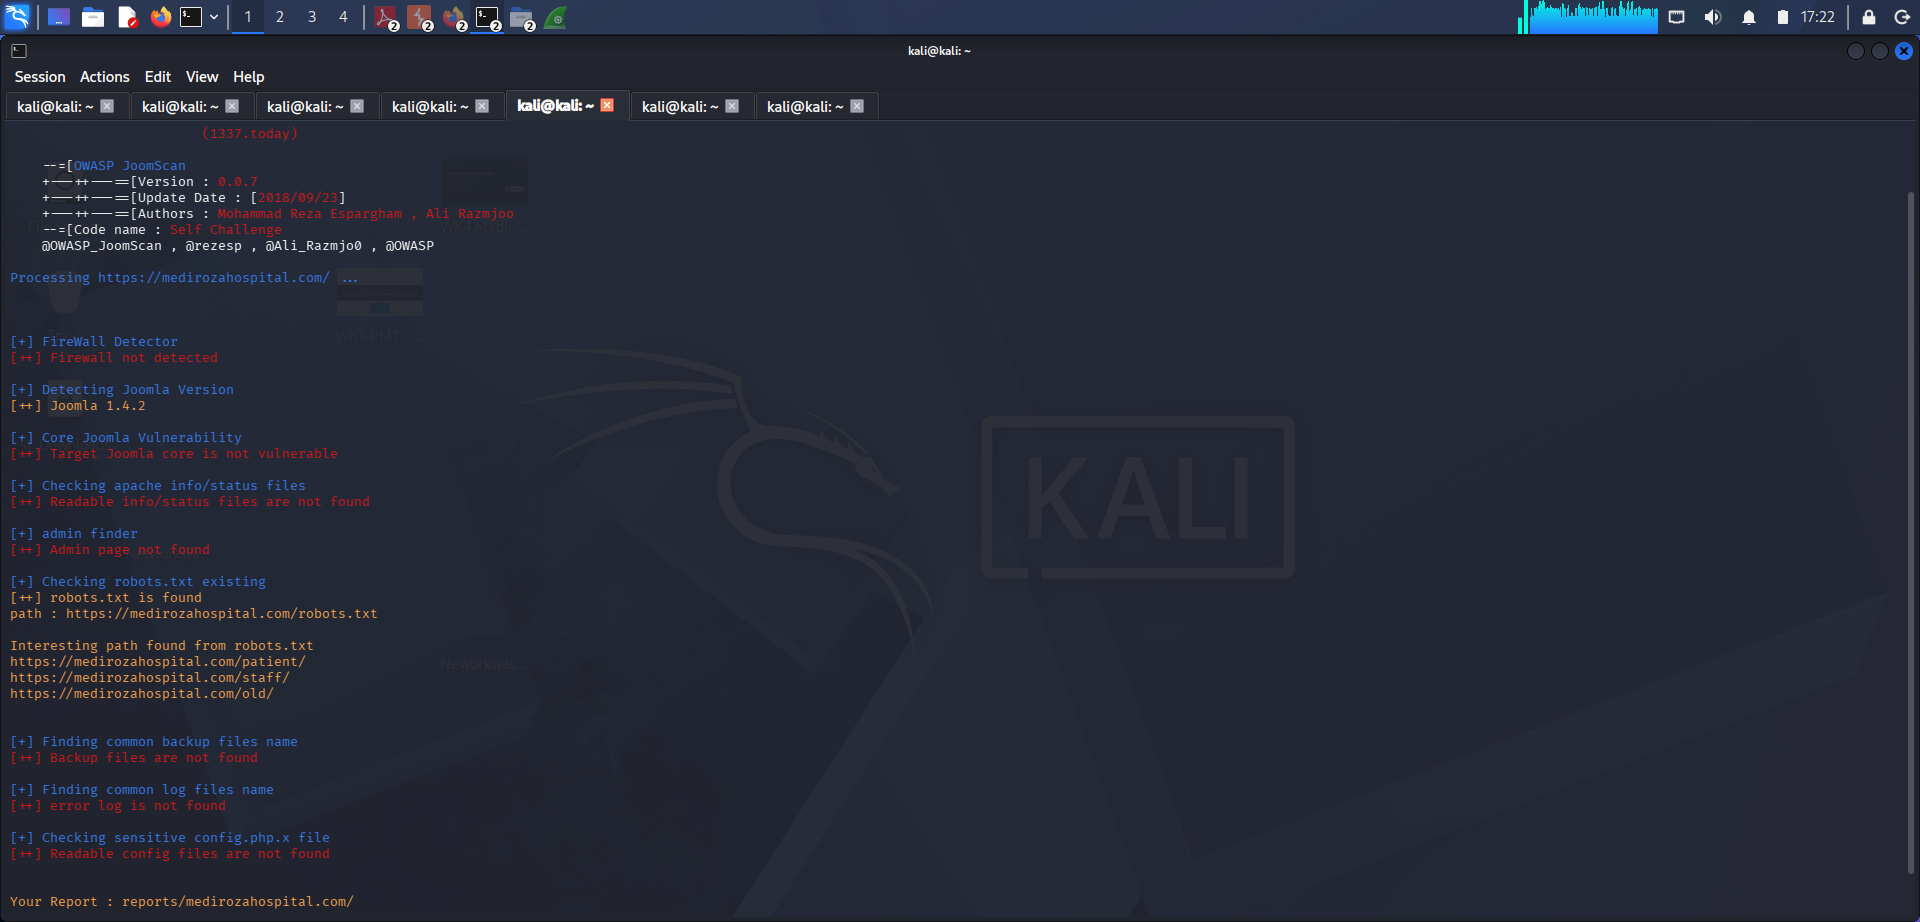 1 2 3 4 2 2 2 2 2 17:22
kali@kali: ~
Session Actions Edit View Help
kali@kali: ~ kali@kali: ~ kali@kali: ~ kali@kali: ~ kali@kali: ~ kali@kali: ~ kali@kali: ~
(1337.today)
--=[OWASP JoomScan
+---++---==[Version : 0.0.7
+---++---==[Update Date : [2018/09/23]
+---++---==[Authors : Mohammad Reza Espargham , Ali Razmjoo
--=[Code name : Self Challenge
@OWASP_JoomScan , @rezesp , @Ali_Razmjo0 , @OWASP
Processing https://medirozahospital.com/ ...
WK1-PM1-...
[+] FireWall Detector
[++] Firewall not detected
[+] Detecting Joomla Version
[++] Joomla 1.4.2
[+] Core Joomla Vulnerability
[++] Target Joomla core is not vulnerable
[+] Checking apache info/status files
[++] Readable info/status files are not found
[+] admin finder
[++] Admin page not found
[+] Checking robots.txt existing
[++] robots.txt is found
path : https://medirozahospital.com/robots.txt
Interesting path found from robots.txt
https://medirozahospital.com/patient/
https://medirozahospital.com/staff/
https://medirozahospital.com/old/
Neworkwal...
[+] Finding common backup files name
[++] Backup files are not found
[+] Finding common log files name
[++] error log is not found
[+] Checking sensitive config.php.x file
[++] Readable config files are not found
Your Report : reports/medirozahospital.com/
KALI